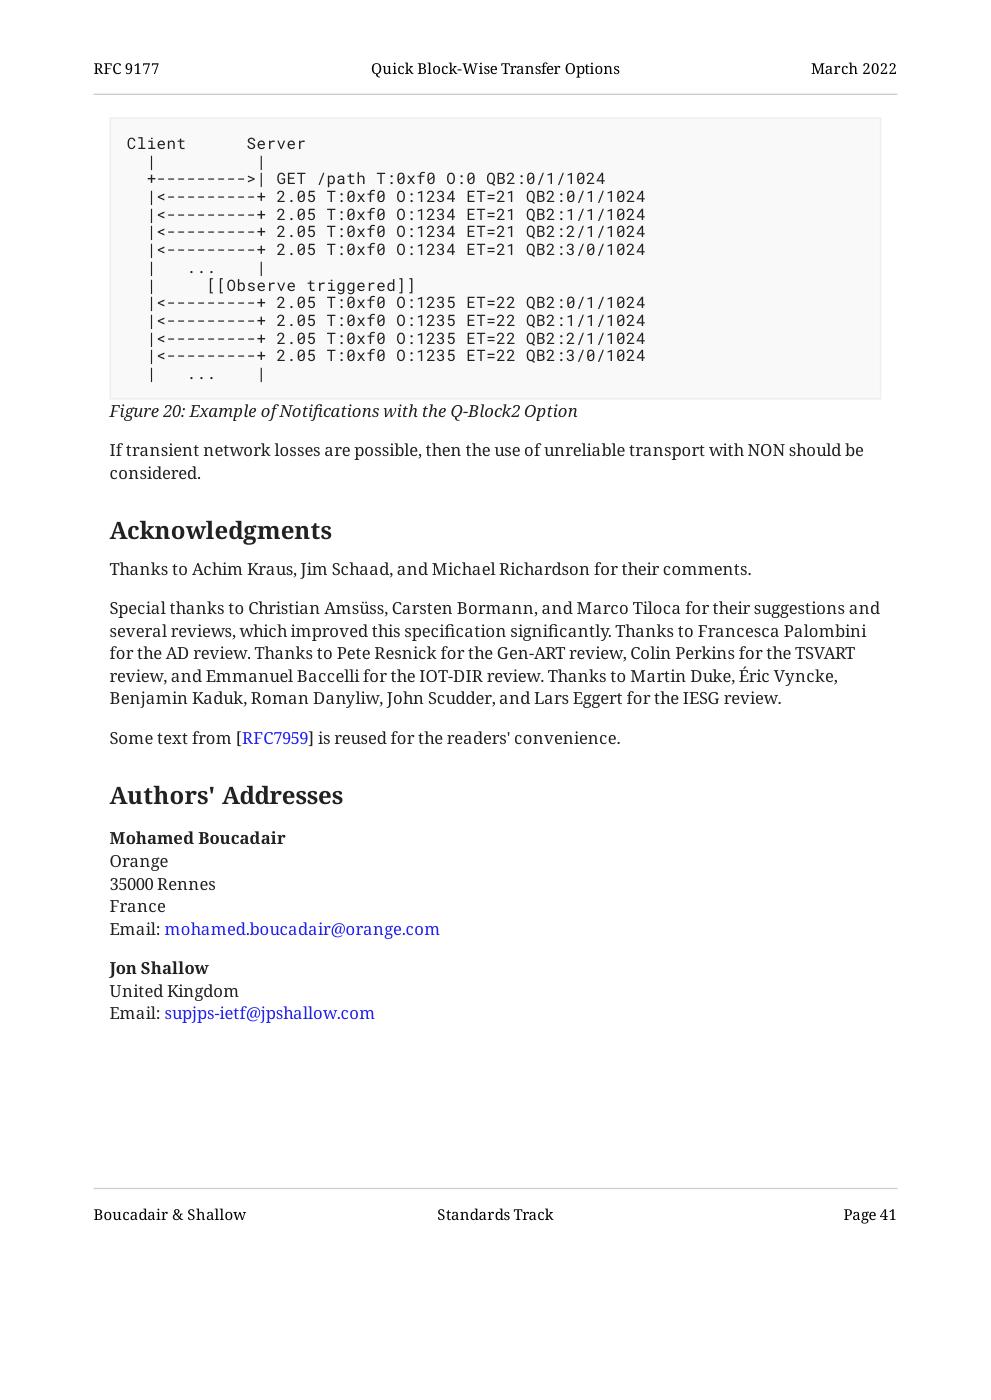 RFC 9177 Quick Block-Wise Transfer Options March 2022
Client      Server
  |          |
  +--------->| GET /path T:0xf0 O:0 QB2:0/1/1024
  |<---------+ 2.05 T:0xf0 O:1234 ET=21 QB2:0/1/1024
  |<---------+ 2.05 T:0xf0 O:1234 ET=21 QB2:1/1/1024
  |<---------+ 2.05 T:0xf0 O:1234 ET=21 QB2:2/1/1024
  |<---------+ 2.05 T:0xf0 O:1234 ET=21 QB2:3/0/1024
  |   ...    |
  |     [[Observe triggered]]
  |<---------+ 2.05 T:0xf0 O:1235 ET=22 QB2:0/1/1024
  |<---------+ 2.05 T:0xf0 O:1235 ET=22 QB2:1/1/1024
  |<---------+ 2.05 T:0xf0 O:1235 ET=22 QB2:2/1/1024
  |<---------+ 2.05 T:0xf0 O:1235 ET=22 QB2:3/0/1024
  |   ...    |
Figure 20: Example of Notifications with the Q-Block2 Option
If transient network losses are possible, then the use of unreliable transport with NON should be
considered.
Acknowledgments
Thanks to Achim Kraus, Jim Schaad, and Michael Richardson for their comments.
Special thanks to Christian Amsüss, Carsten Bormann, and Marco Tiloca for their suggestions and
several reviews, which improved this specification significantly. Thanks to Francesca Palombini
for the AD review. Thanks to Pete Resnick for the Gen-ART review, Colin Perkins for the TSVART
review, and Emmanuel Baccelli for the IOT-DIR review. Thanks to Martin Duke, Éric Vyncke,
Benjamin Kaduk, Roman Danyliw, John Scudder, and Lars Eggert for the IESG review.
Some text from [RFC7959] is reused for the readers' convenience.
Authors' Addresses
Mohamed Boucadair
Orange
35000 Rennes
France
Email: mohamed.boucadair@orange.com
Jon Shallow
United Kingdom
Email: supjps-ietf@jpshallow.com
Boucadair & Shallow Standards Track Page 41